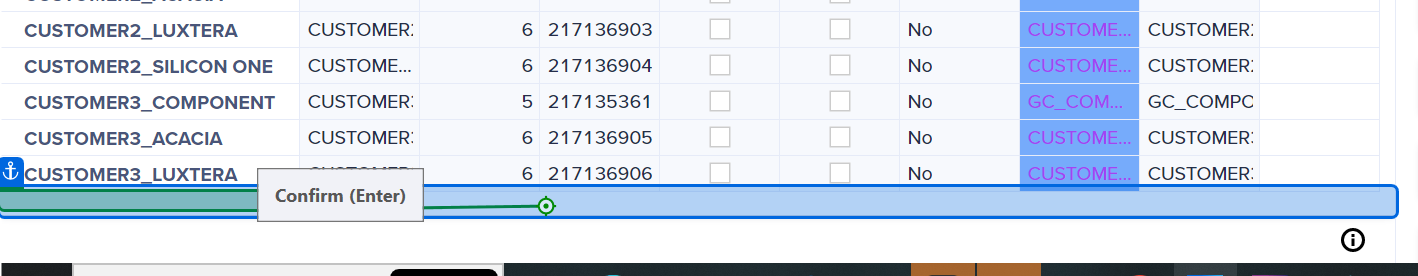 CUSTOMER2_LUXTERA CUSTOMER2 6 217136903 No CUSTOME... CUSTOMER2
CUSTOMER2_SILICON ONE CUSTOME... 6 217136904 No CUSTOME... CUSTOMER2
CUSTOMER3_COMPONENT CUSTOMER3 5 217135361 No GC_COM... GC_COMPO
CUSTOMER3_ACACIA CUSTOMER3 6 217136905 No CUSTOME... CUSTOMER3
CUSTOMER3_LUXTERA 6 217136906 No CUSTOME... CUSTOMER3
Confirm (Enter)